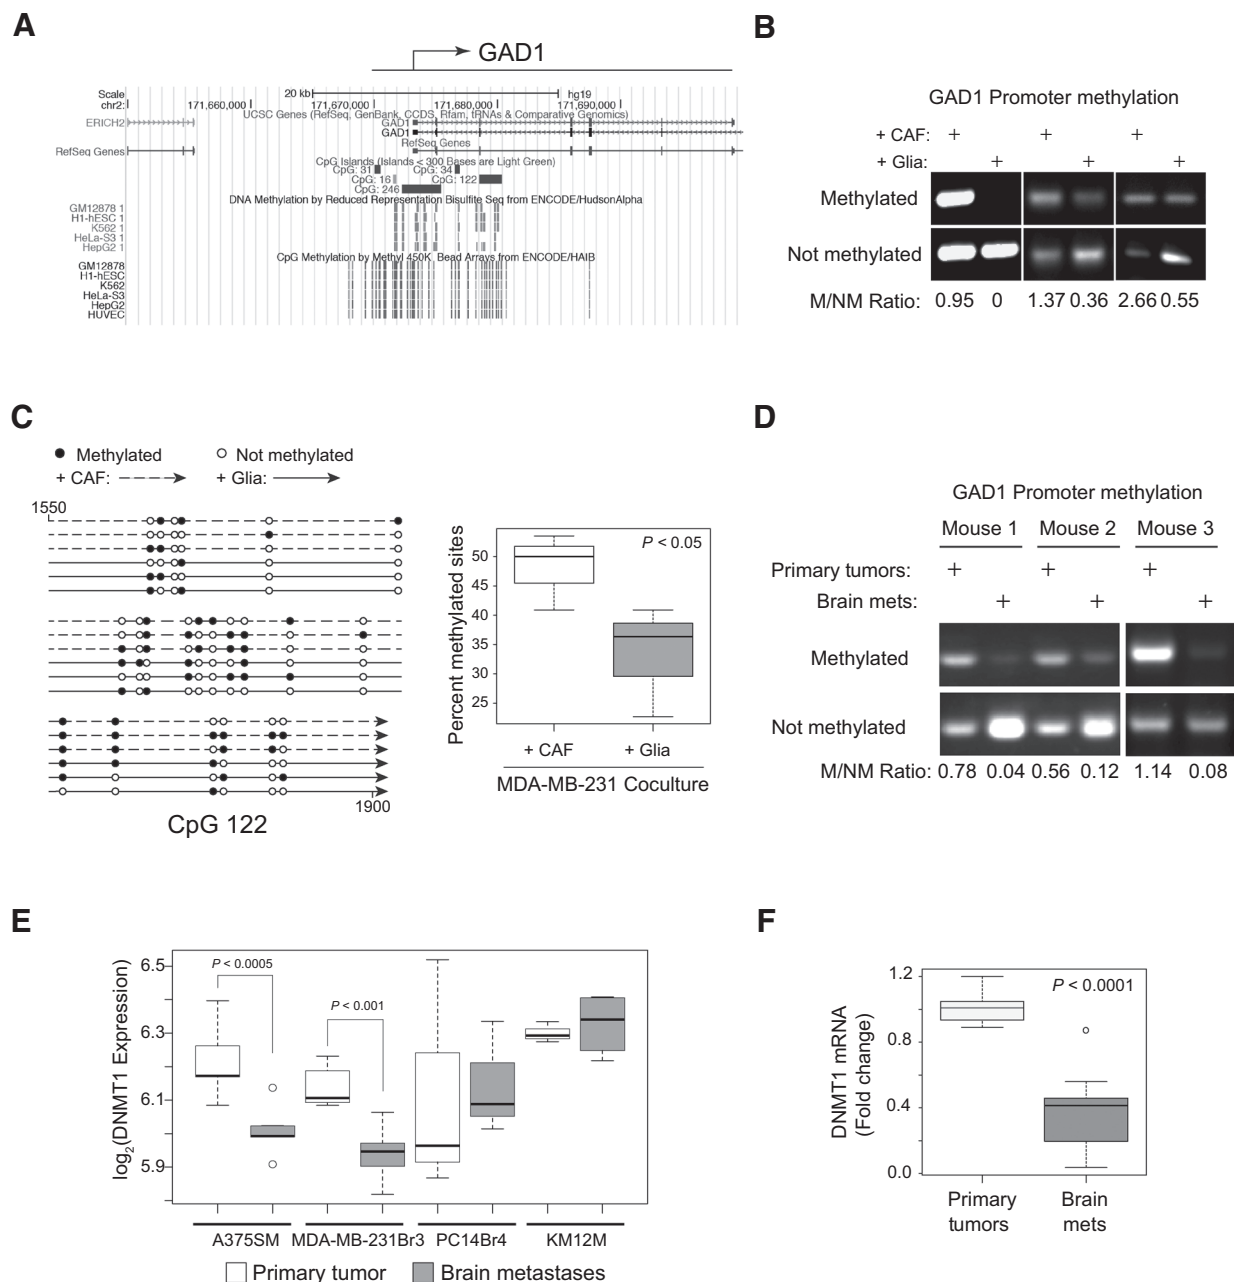 A
GAD1
Scale
chr2:
20 kb
hg19
171,660,000
171,670,000
171,680,000
171,690,000
UCSC Genes (RefSeq, GenBank, CCDS, Rfam, tRNAs & Comparative Genomics)
ERICH2
GAD1
GAD1
RefSeq Genes
RefSeq Genes
CpG Islands (Islands < 300 Bases are Light Green)
CpG: 31
CpG: 34
CpG: 16
CpG: 122
CpG: 246
DNA Methylation by Reduced Representation Bisulfite Seq from ENCODE/HudsonAlpha
GM12878 1
H1-hESC 1
K562 1
HeLa-S3 1
HepG2 1
CpG Methylation by Methyl 450K Bead Arrays from ENCODE/HAIB
GM12878
H1-hESC
K562
HeLa-S3
HepG2
HUVEC
B
GAD1 Promoter methylation
+ CAF: + + +
+ Glia: + + +
Methylated
Not methylated
M/NM Ratio: 0.95 0 1.37 0.36 2.66 0.55
C
Methylated
Not methylated
+ CAF:
+ Glia:
1550
1900
CpG 122
Percent methylated sites
50
45
40
35
30
25
P < 0.05
+ CAF
+ Glia
MDA-MB-231 Coculture
D
GAD1 Promoter methylation
Mouse 1 Mouse 2 Mouse 3
Primary tumors: + + +
Brain mets: + + +
Methylated
Not methylated
M/NM Ratio: 0.78 0.04 0.56 0.12 1.14 0.08
E
log2(DNMT1 Expression)
6.5
6.3
6.1
5.9
P < 0.0005
P < 0.001
A375SM
MDA-MB-231Br3
PC14Br4
KM12M
Primary tumor
Brain metastases
F
DNMT1 mRNA
(Fold change)
1.2
0.8
0.4
0.0
P < 0.0001
Primary
tumors
Brain
mets